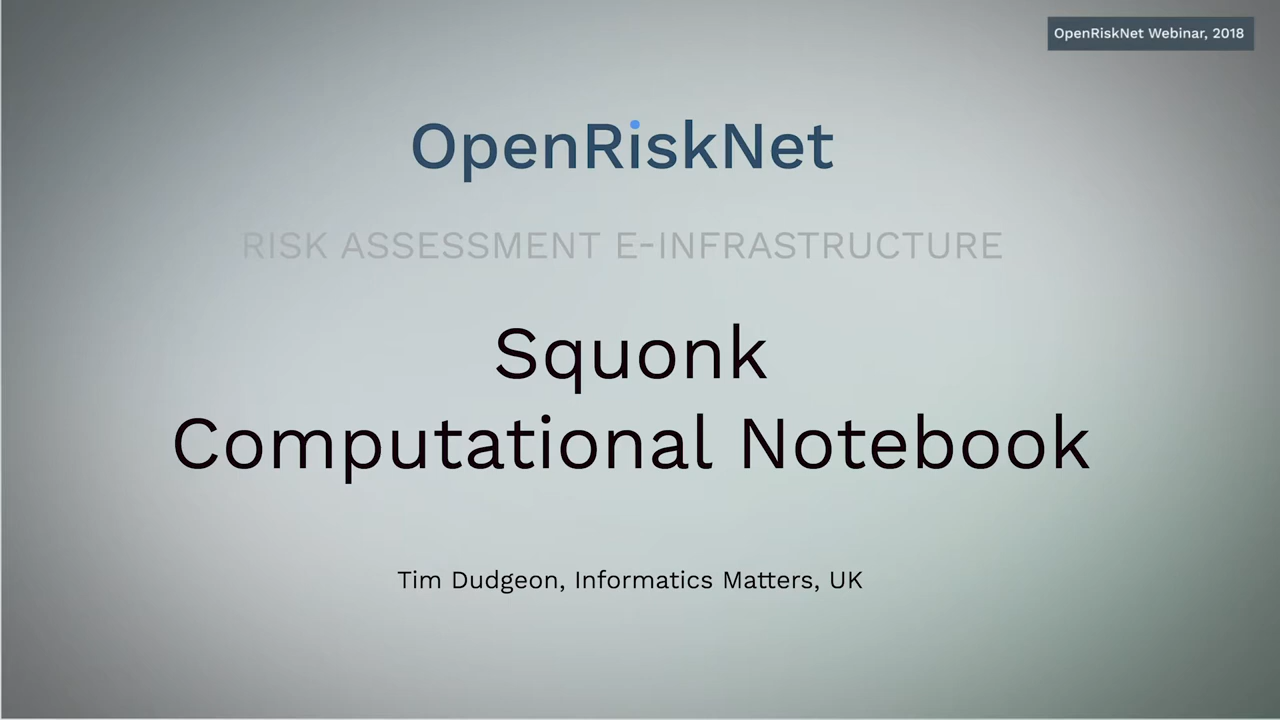 OpenRiskNet Webinar, 2018
OpenRiskNet
RISK ASSESSMENT E-INFRASTRUCTURE
Squonk
Computational Notebook
Tim Dudgeon, Informatics Matters, UK